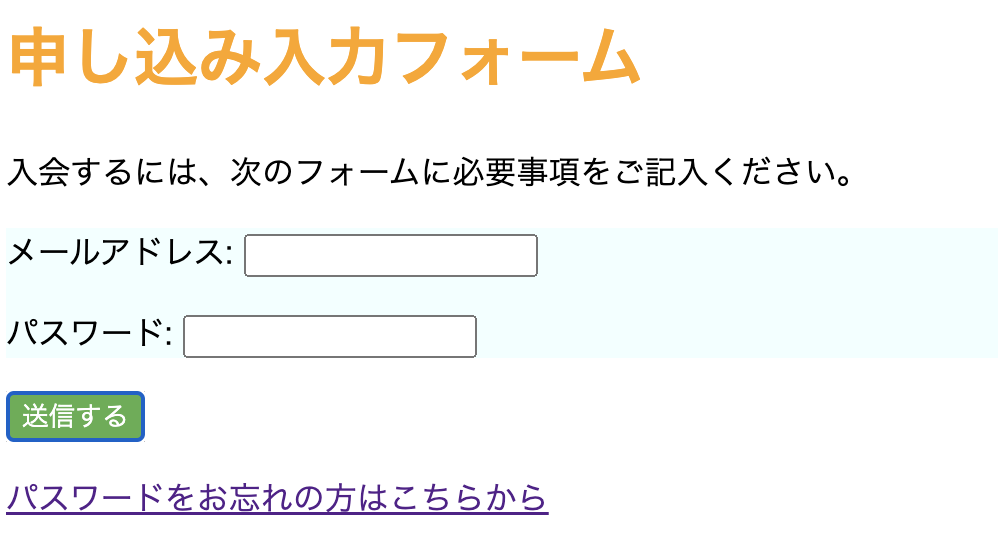 申し込み入力フォーム
入会するには、次のフォームに必要事項をご記入ください。
メールアドレス:
パスワード:
送信する
パスワードをお忘れの方はこちらから